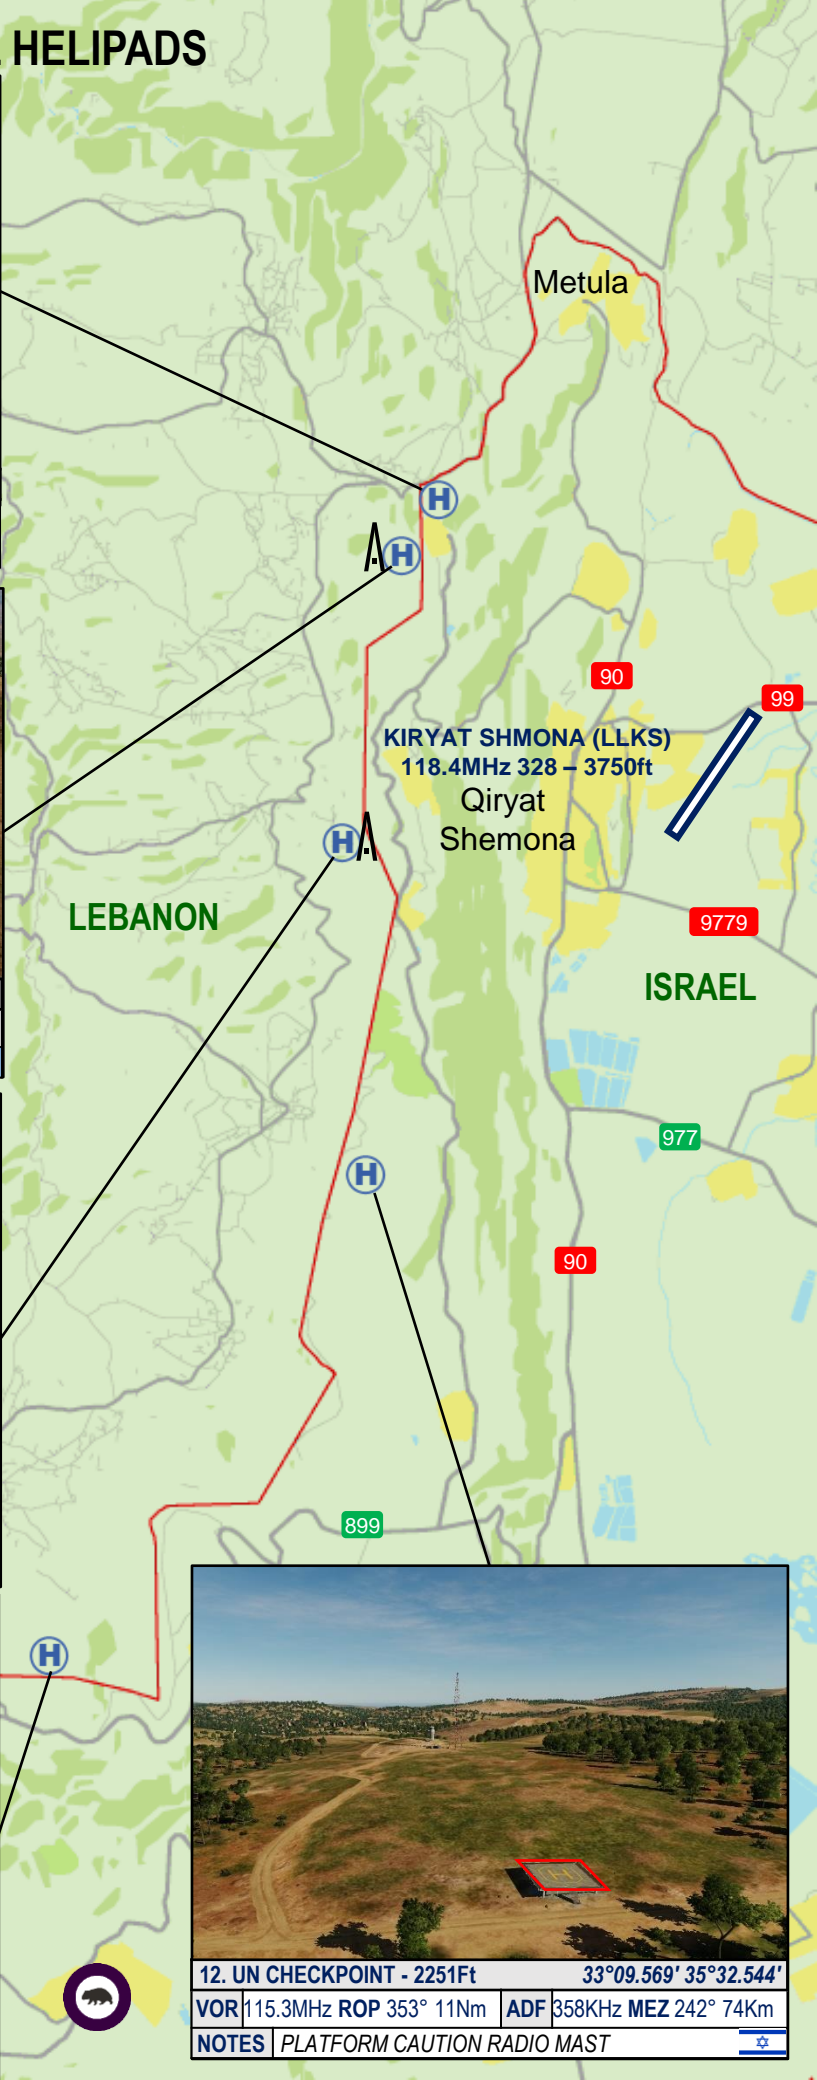 HELIPADS
Metula
H
H
90
99
KIRYAT SHMONA (LLKS)
118.4MHz 328 – 3750ft
Qiryat
Shemona
H
LEBANON
9779
ISRAEL
977
H
90
899
H
H
12. UN CHECKPOINT - 2251Ft 33°09.569' 35°32.544'
VOR 115.3MHz ROP 353° 11Nm ADF 358KHz MEZ 242° 74Km
NOTES PLATFORM CAUTION RADIO MAST